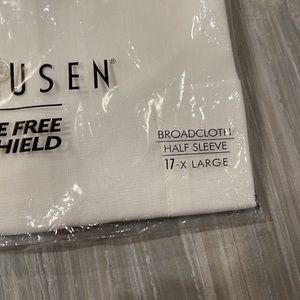 USEN®
E FREE
HIELD
BROADCLOTH
HALF SLEEVE
17-X LARGE